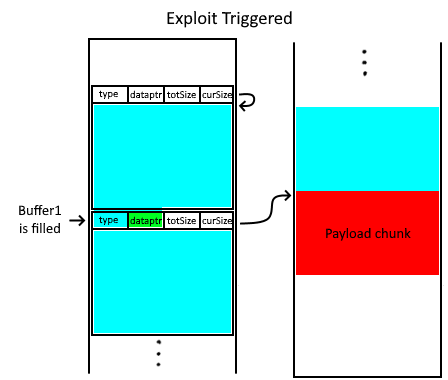 Exploit Triggered
type dataptr totSize curSize
Buffer1
is filled
type dataptr totSize curSize
Payload chunk